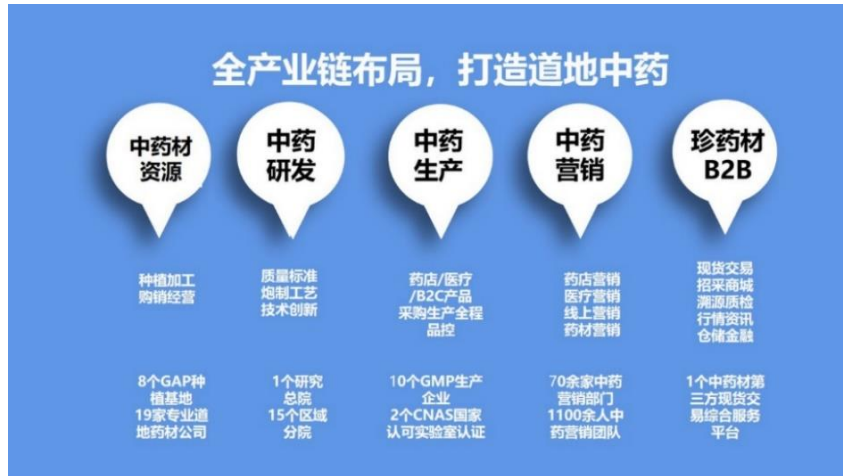 全产业链布局，打造道地中药
中药材
资源
中药
研发
中药
生产
中药
营销
珍药材
B2B
种植加工
购销经营
质量标准
炮制工艺
技术创新
药店/医疗
/B2C产品
采购生产全程
品控
药店营销
医疗营销
线上营销
药材营销
现货交易
招采商城
溯源质检
行情资讯
仓储金融
8个GAP种
植基地
19家专业道
地药材公司
1个研究
总院
15个区域
分院
10个GMP生产
企业
2个CNAS国家
认可实验室认证
70余家中药
营销部门
1100余人中
药营销团队
1个中药材第
三方现货交
易综合服务
平台